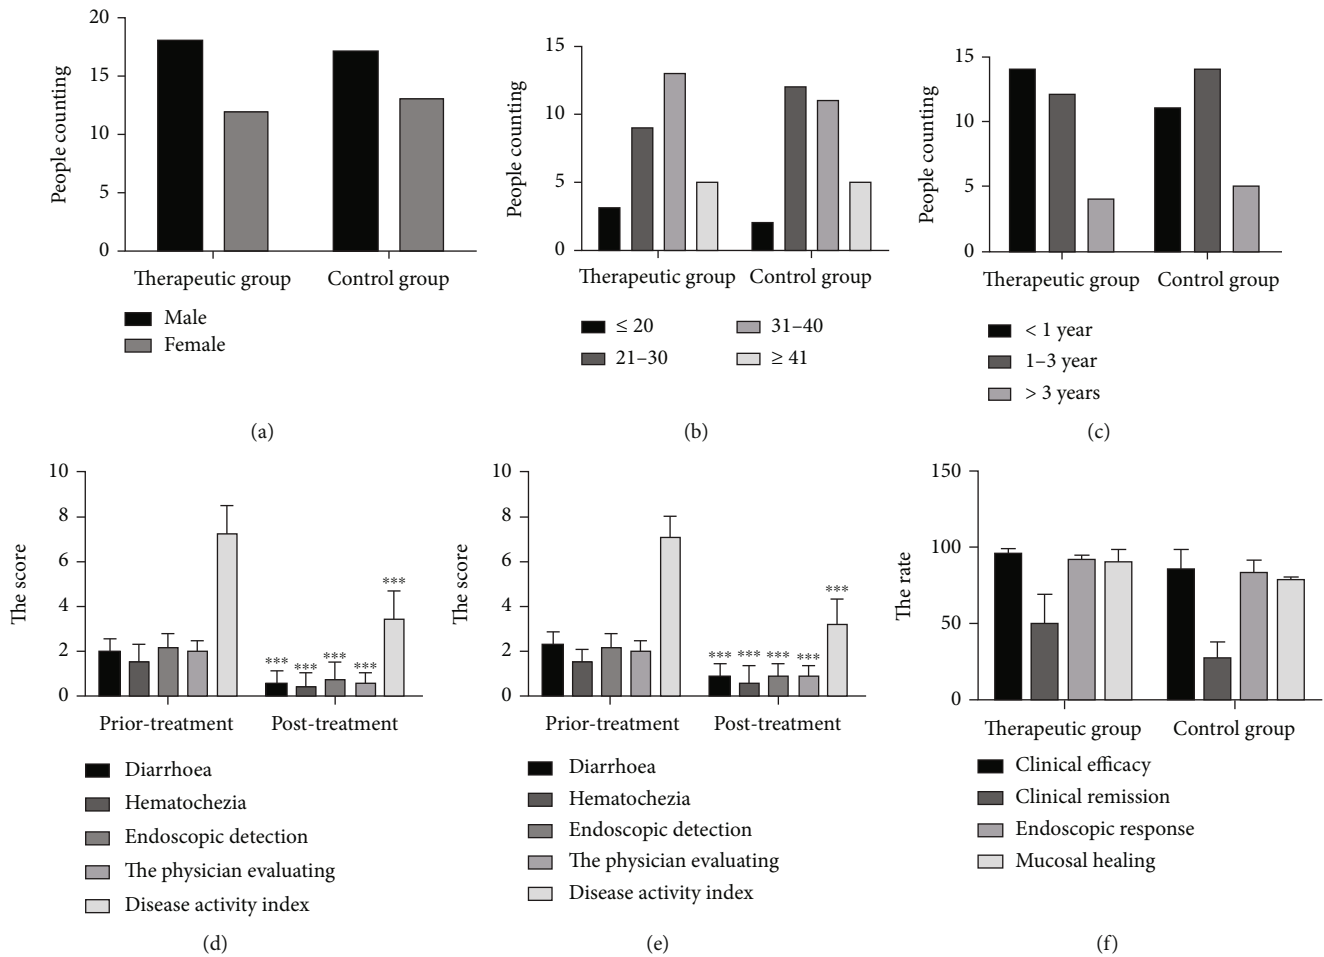 20
15
10
5
0
People counting
Therapeutic group
Control group
Male
Female
(a)
15
10
5
0
People counting
Therapeutic group
Control group
≤ 20
31–40
21–30
≥ 41
(b)
15
10
5
0
People counting
Therapeutic group
Control group
< 1 year
1–3 year
> 3 years
(c)
10
8
6
4
2
0
The score
***
***
***
***
***
Prior-treatment
Post-treatment
Diarrhoea
Hematochezia
Endoscopic detection
The physician evaluating
Disease activity index
(d)
10
8
6
4
2
0
The score
***
***
***
***
***
Prior-treatment
Post-treatment
Diarrhoea
Hematochezia
Endoscopic detection
The physician evaluating
Disease activity index
(e)
150
100
50
0
The rate
Therapeutic group
Control group
Clinical efficacy
Clinical remission
Endoscopic response
Mucosal healing
(f)